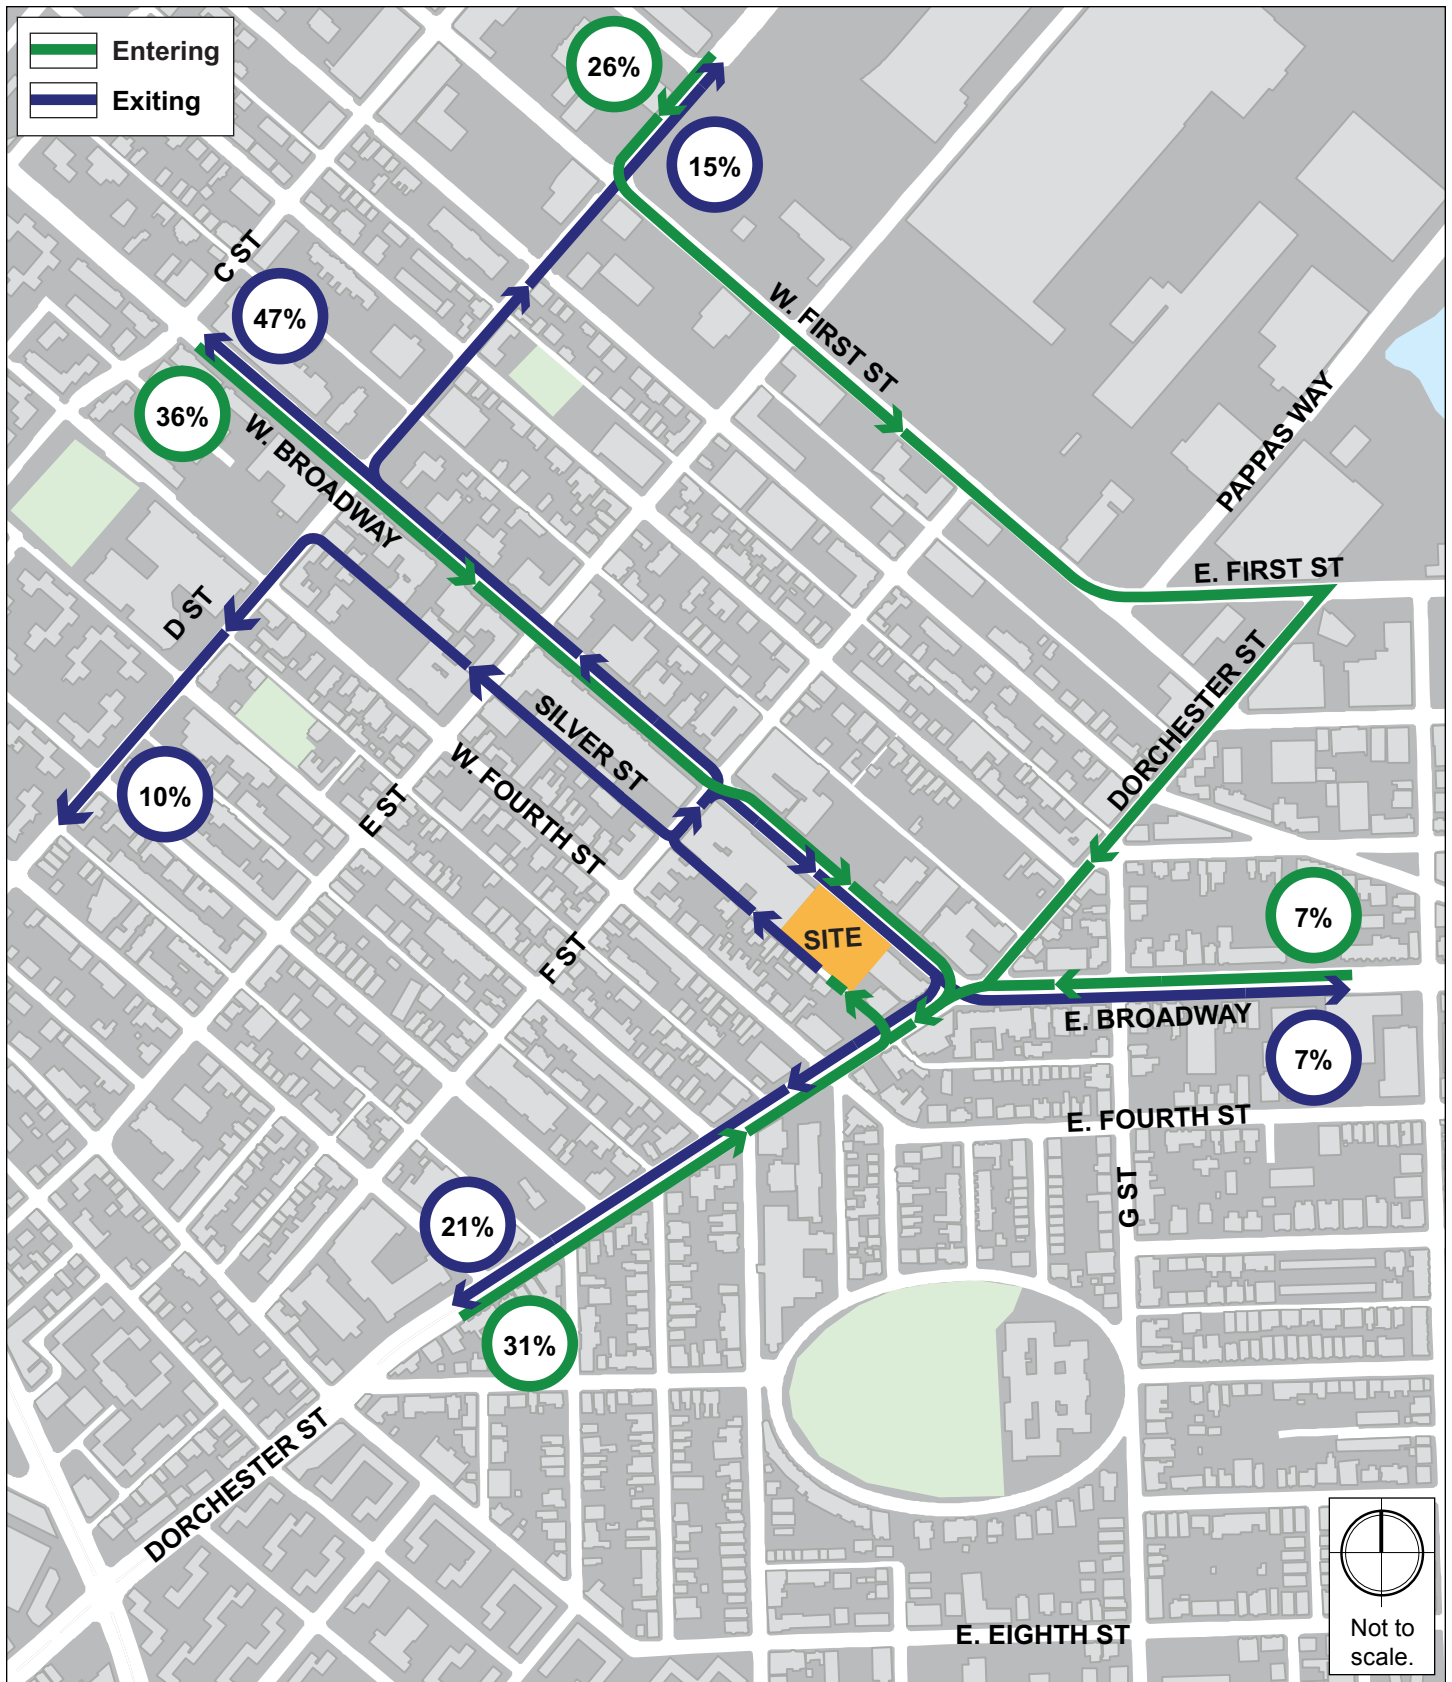 Entering
Exiting
26%
15%
C ST
47%
36%
W. BROADWAY
W. FIRST ST
PAPPAS WAY
E. FIRST ST
D ST
DORCHESTER ST
SILVER ST
W. FOURTH ST
10%
E ST
F ST
SITE
7%
E. BROADWAY
7%
E. FOURTH ST
G ST
21%
31%
DORCHESTER ST
E. EIGHTH ST
Not to
scale.